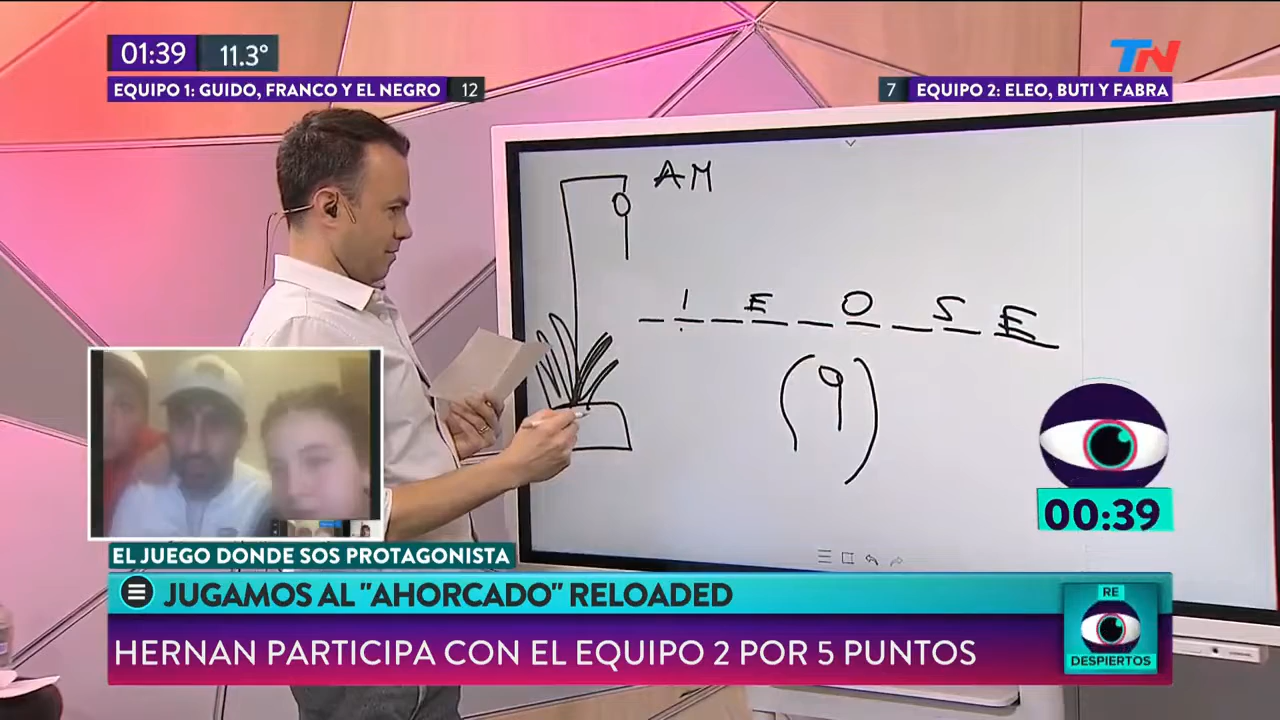 01:39 11.3°
TN
EQUIPO 1: GUIDO, FRANCO Y EL NEGRO 12
7 EQUIPO 2: ELEO, BUTI Y FABRA
AM
_ I _ E _ O _ S E
(9)
00:39
EL JUEGO DONDE SOS PROTAGONISTA
JUGAMOS AL "AHORCADO" RELOADED
HERNAN PARTICIPA CON EL EQUIPO 2 POR 5 PUNTOS
RE
DESPIERTOS